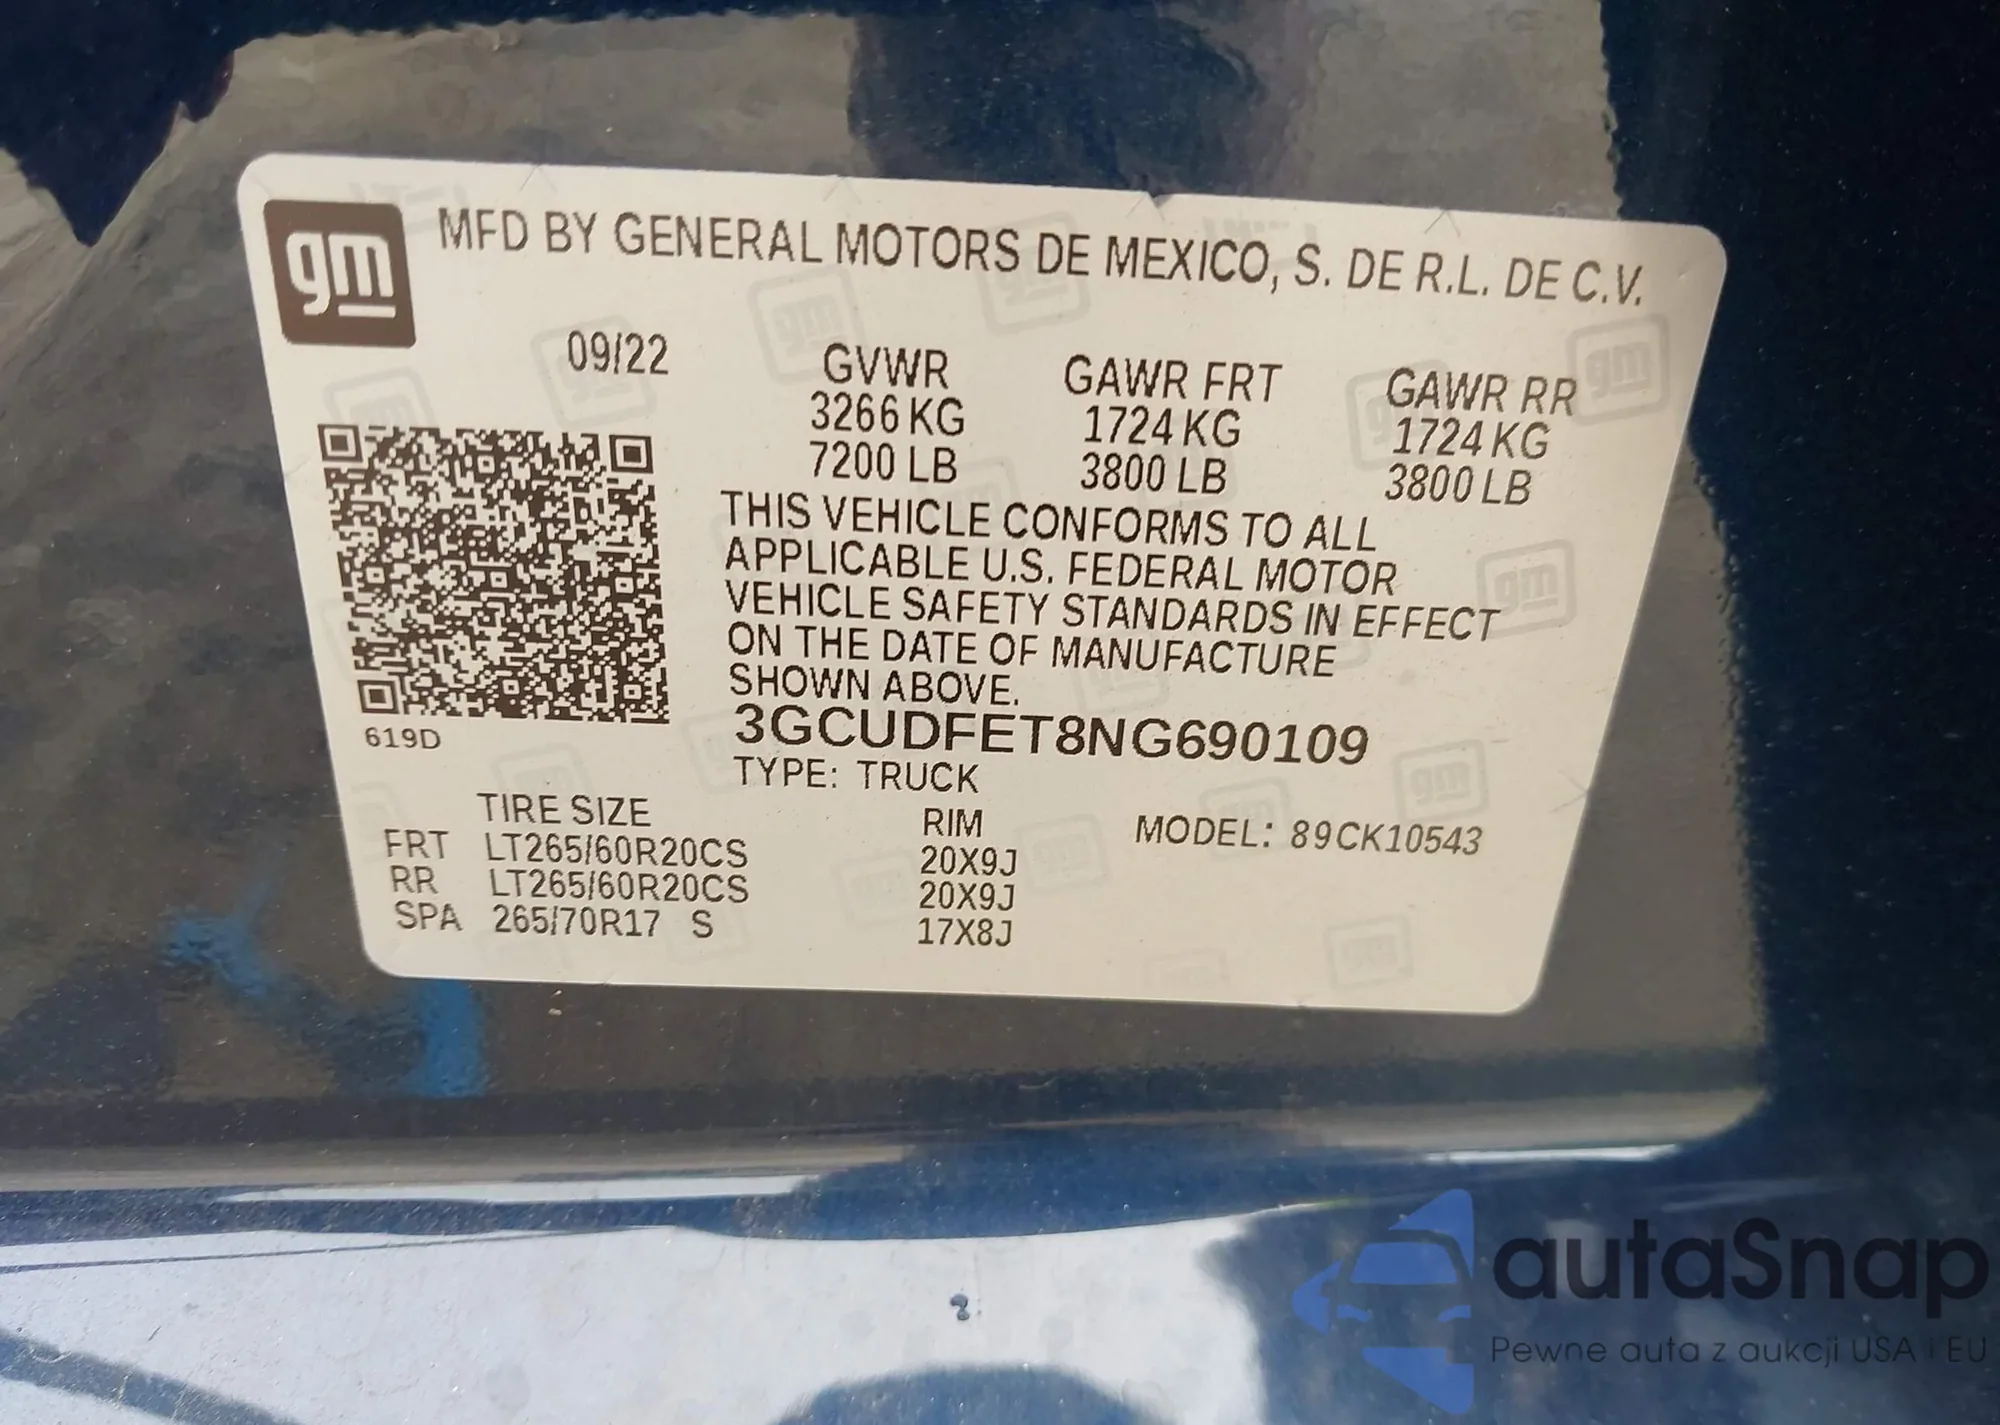 gm
MFD BY GENERAL MOTORS DE MEXICO, S. DE R.L. DE C.V.
09/22
GVWR GAWR FRT GAWR RR
3266 KG 1724 KG 1724 KG
7200 LB 3800 LB 3800 LB
THIS VEHICLE CONFORMS TO ALL
APPLICABLE U.S. FEDERAL MOTOR
VEHICLE SAFETY STANDARDS IN EFFECT
ON THE DATE OF MANUFACTURE
SHOWN ABOVE.
3GCUDFET8NG690109
619D
TYPE: TRUCK
TIRE SIZE RIM MODEL: 89CK10543
FRT LT265/60R20CS 20X9J
RR LT265/60R20CS 20X9J
SPA 265/70R17 S 17X8J
autaSnap
Pewne auta z aukcji USA i EU